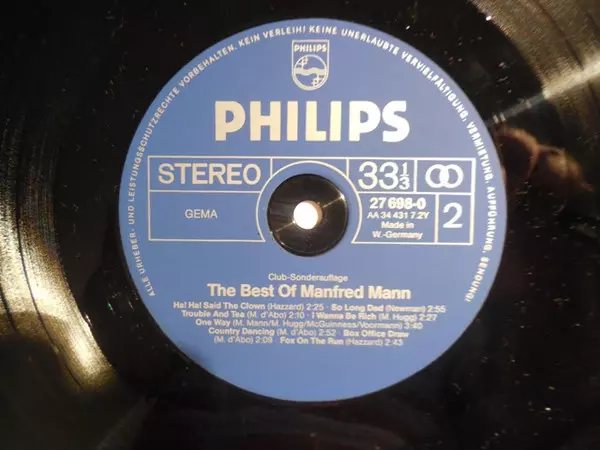 ALLE URHEBER- UND LEISTUNGSSCHUTZRECHTE VORBEHALTEN. KEIN VERLEIH! KEINE UNERLAUBTE VERVIELFÄLTIGUNG, VERMIETUNG, AUFFÜHRUNG, SENDUNG!
PHILIPS
PHILIPS
STEREO
33 1/3
GEMA
27 698-0
AA 34 431 7.2Y
Made in
W.-Germany
2
Club-Sonderauflage
The Best Of Manfred Mann
Ha! Ha! Said The Clown (Hazzard) 2:25 · So Long Dad (Newman) 2:55
Trouble And Tea (M. d'Abo) 2:10 · I Wanna Be Rich (M. Hugg) 2:27
One Way (M. Mann/M. Hugg/McGuinness/Voormann) 3:40
Country Dancing (M. d'Abo) 2:52 · Box Office Draw
(M. d'Abo) 2:09 · Fox On The Run (Hazzard) 2:43